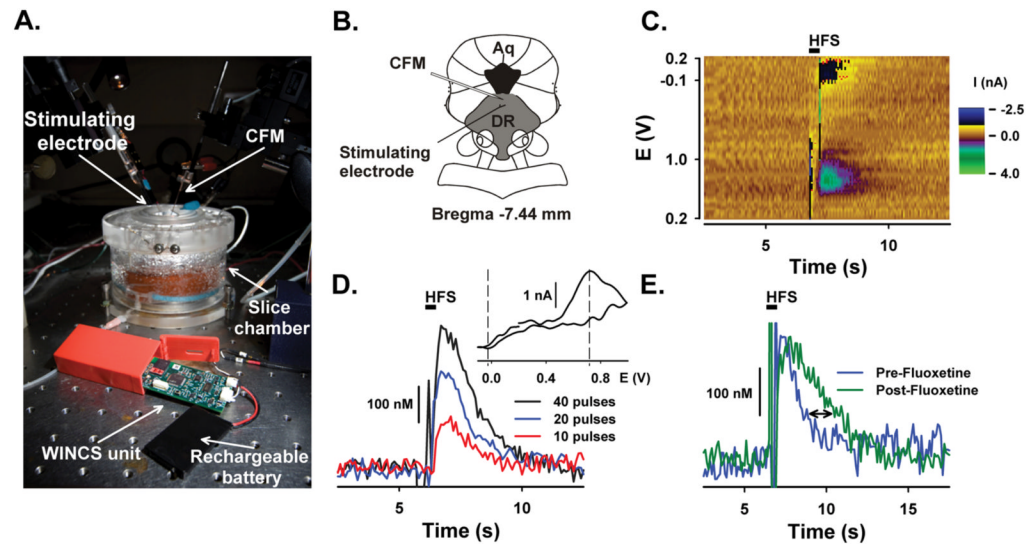 A.
Stimulating
electrode
CFM
Slice
chamber
WINCS unit
Rechargeable
battery
B.
Aq
CFM
DR
Stimulating
electrode
Bregma -7.44 mm
C.
HFS
0.2
-0.1
1.0
0.2
E (V)
5
10
Time (s)
I (nA)
-2.5
0.0
4.0
D.
HFS
1 nA
0.0
0.4
0.8
E (V)
100 nM
40 pulses
20 pulses
10 pulses
5
10
Time (s)
E.
HFS
100 nM
Pre-Fluoxetine
Post-Fluoxetine
5
10
15
Time (s)